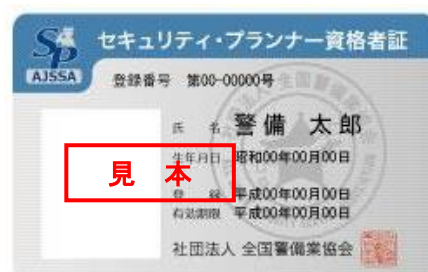 SP
AJSSA
セキュリティ・プランナー資格者証
登録番号 第00-00000号
氏 名 警備 太郎
生年月日 昭和00年00月00日
見 本
登 録 平成00年00月00日
有効期限 平成00年00月00日
社団法人 全国警備業協会